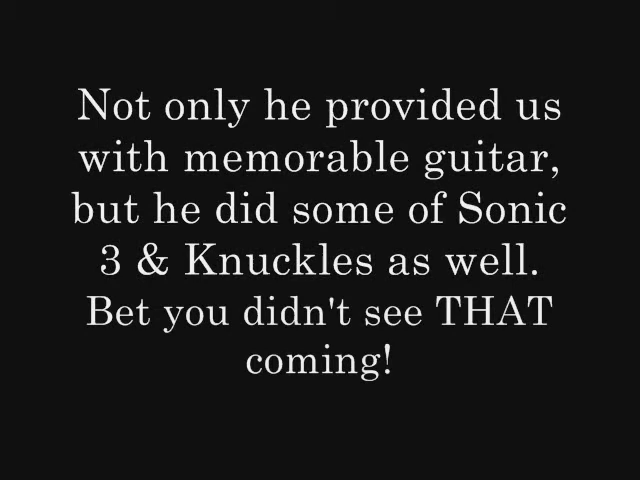 Not only he provided us
with memorable guitar,
but he did some of Sonic
3 & Knuckles as well.
Bet you didn't see THAT
coming!